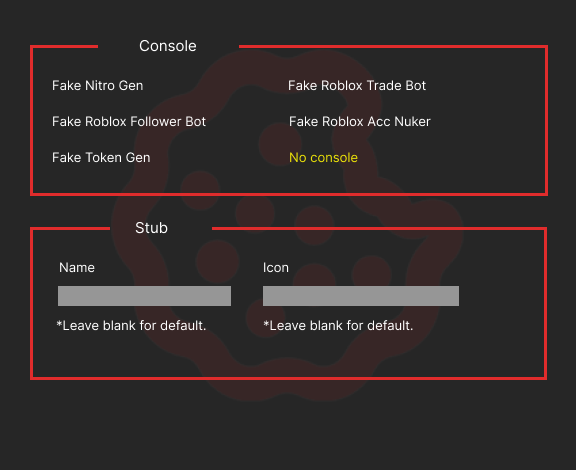 Console
Fake Nitro Gen
Fake Roblox Trade Bot
Fake Roblox Follower Bot
Fake Roblox Acc Nuker
Fake Token Gen
No console
Stub
Name
Icon
*Leave blank for default.
*Leave blank for default.